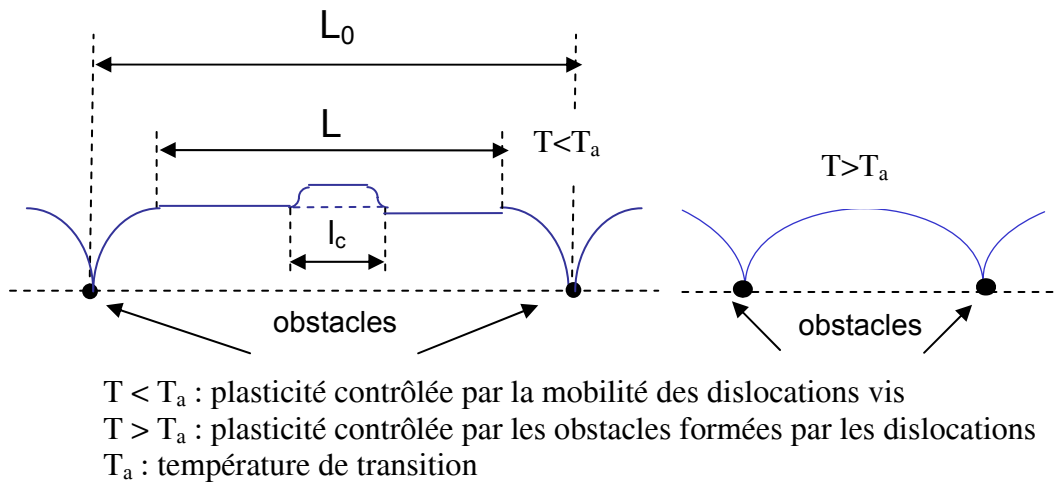 L₀
L
T<Tₐ
T>Tₐ
l_c
obstacles
obstacles
T < Tₐ : plasticité contrôlée par la mobilité des dislocations vis
T > Tₐ : plasticité contrôlée par les obstacles formées par les dislocations
Tₐ : température de transition